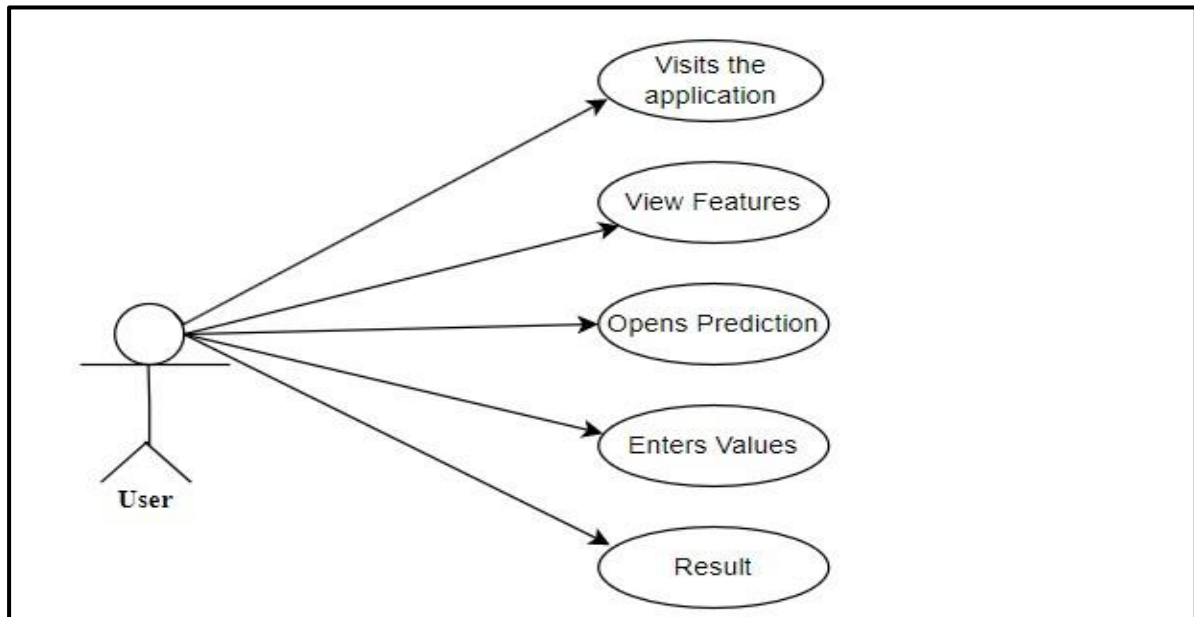 Visits the
application
View Features
Opens Prediction
Enters Values
User
Result